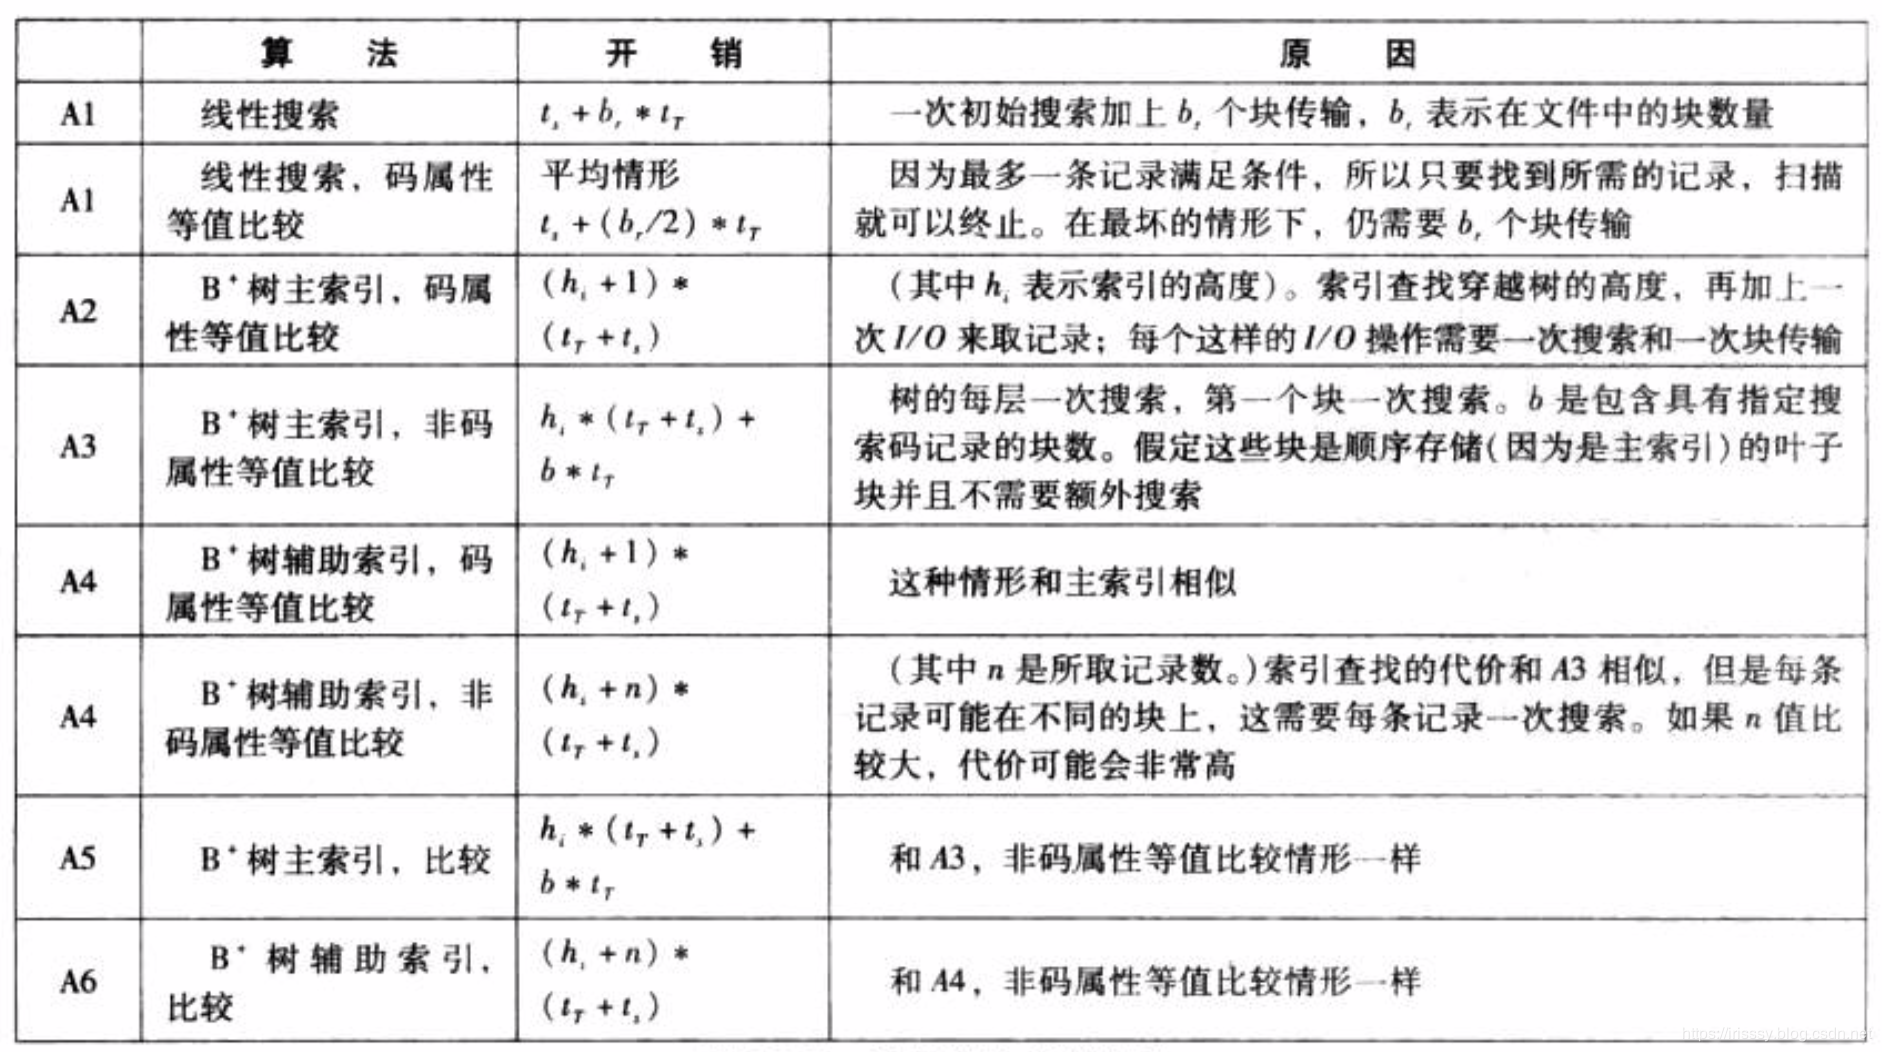 算 法 开 销 原 因
A1 线性搜索 t_s + b_r * t_T 一次初始搜索加上 b_r 个块传输，b_r 表示在文件中的块数量
A1 线性搜索，码属性 平均情形 因为最多一条记录满足条件，所以只要找到所需的记录，扫描
等值比较 t_s + (b_r/2) * t_T 就可以终止。在最坏的情形下，仍需要 b_r 个块传输
A2 B⁺树主索引，码属 (h_i + 1) * （其中 h_i 表示索引的高度）。索引查找穿越树的高度，再加上一
性等值比较 (t_T + t_s) 次 I/O 来取记录；每个这样的 I/O 操作需要一次搜索和一次块传输
A3 B⁺树主索引，非码 h_i * (t_T + t_s) + 树的每层一次搜索，第一个块一次搜索。b 是包含具有指定搜
属性等值比较 b * t_T 索码记录的块数。假定这些块是顺序存储(因为是主索引)的叶子
块并且不需要额外搜索
A4 B⁺树辅助索引，码 (h_i + 1) * 这种情形和主索引相似
属性等值比较 (t_T + t_s)
A4 B⁺树辅助索引，非 (h_i + n) * （其中 n 是所取记录数。)索引查找的代价和 A3 相似，但是每条
码属性等值比较 (t_T + t_s) 记录可能在不同的块上，这需要每条记录一次搜索。如果 n 值比
较大，代价可能会非常高
A5 B⁺树主索引，比较 h_i * (t_T + t_s) + 和 A3，非码属性等值比较情形一样
b * t_T
A6 B⁺ 树辅助索引， (h_i + n) * 和 A4，非码属性等值比较情形一样
比较 (t_T + t_s)
https://irisssy.blog.csdn.net